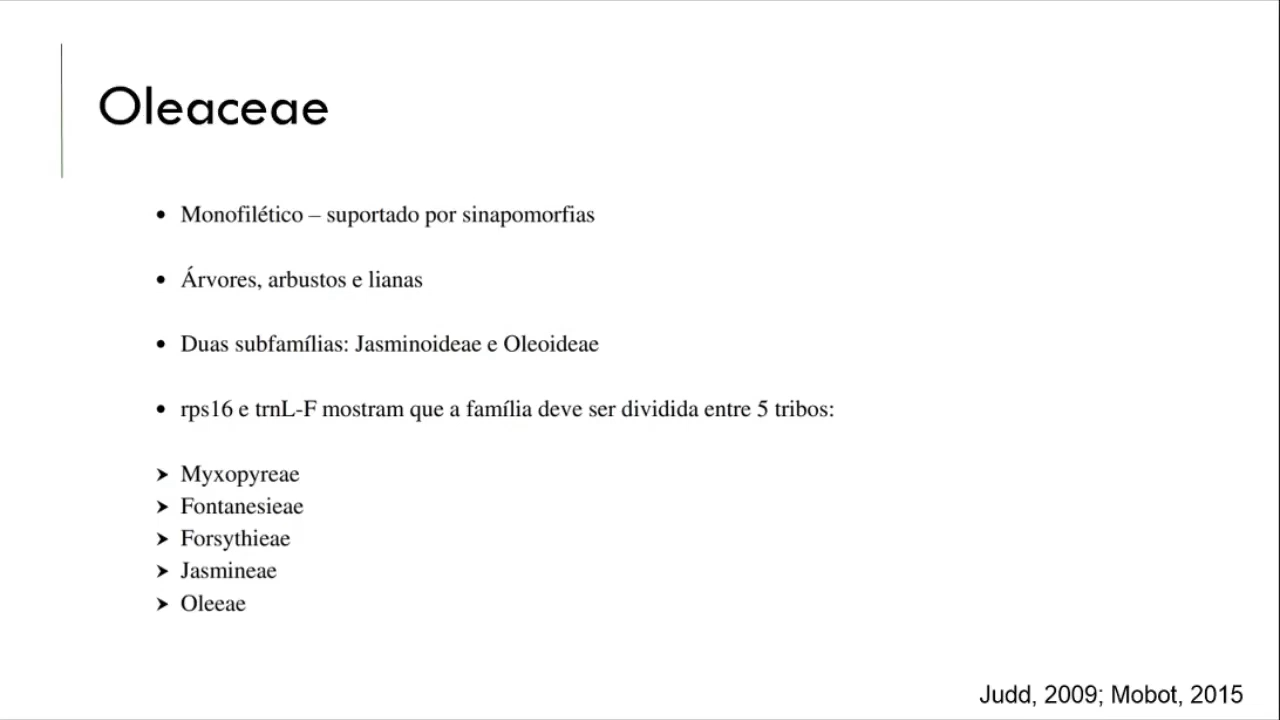 Oleaceae
• Monofilético – suportado por sinapomorfias
• Árvores, arbustos e lianas
• Duas subfamílias: Jasminoideae e Oleoideae
• rps16 e trnL-F mostram que a família deve ser dividida entre 5 tribos:
➤ Myxopyreae
➤ Fontanesieae
➤ Forsythieae
➤ Jasmineae
➤ Oleeae
Judd, 2009; Mobot, 2015